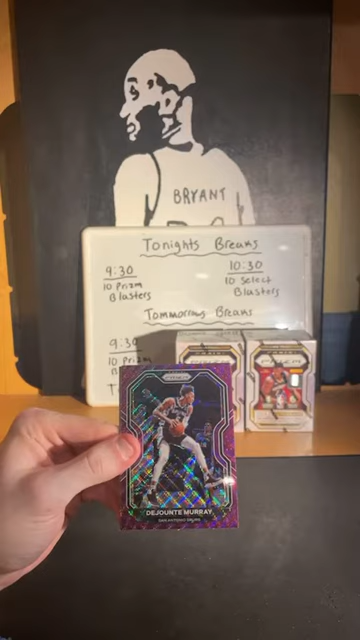 BRYANT
Tonights Breaks
9:30
10 Prizm
Blasters
10:30
10 Select
Blasters
Tommorrows Breaks
9:30
10 Prizm
PRIZM
DEJOUNTE MURRAY
SAN ANTONIO SPURS